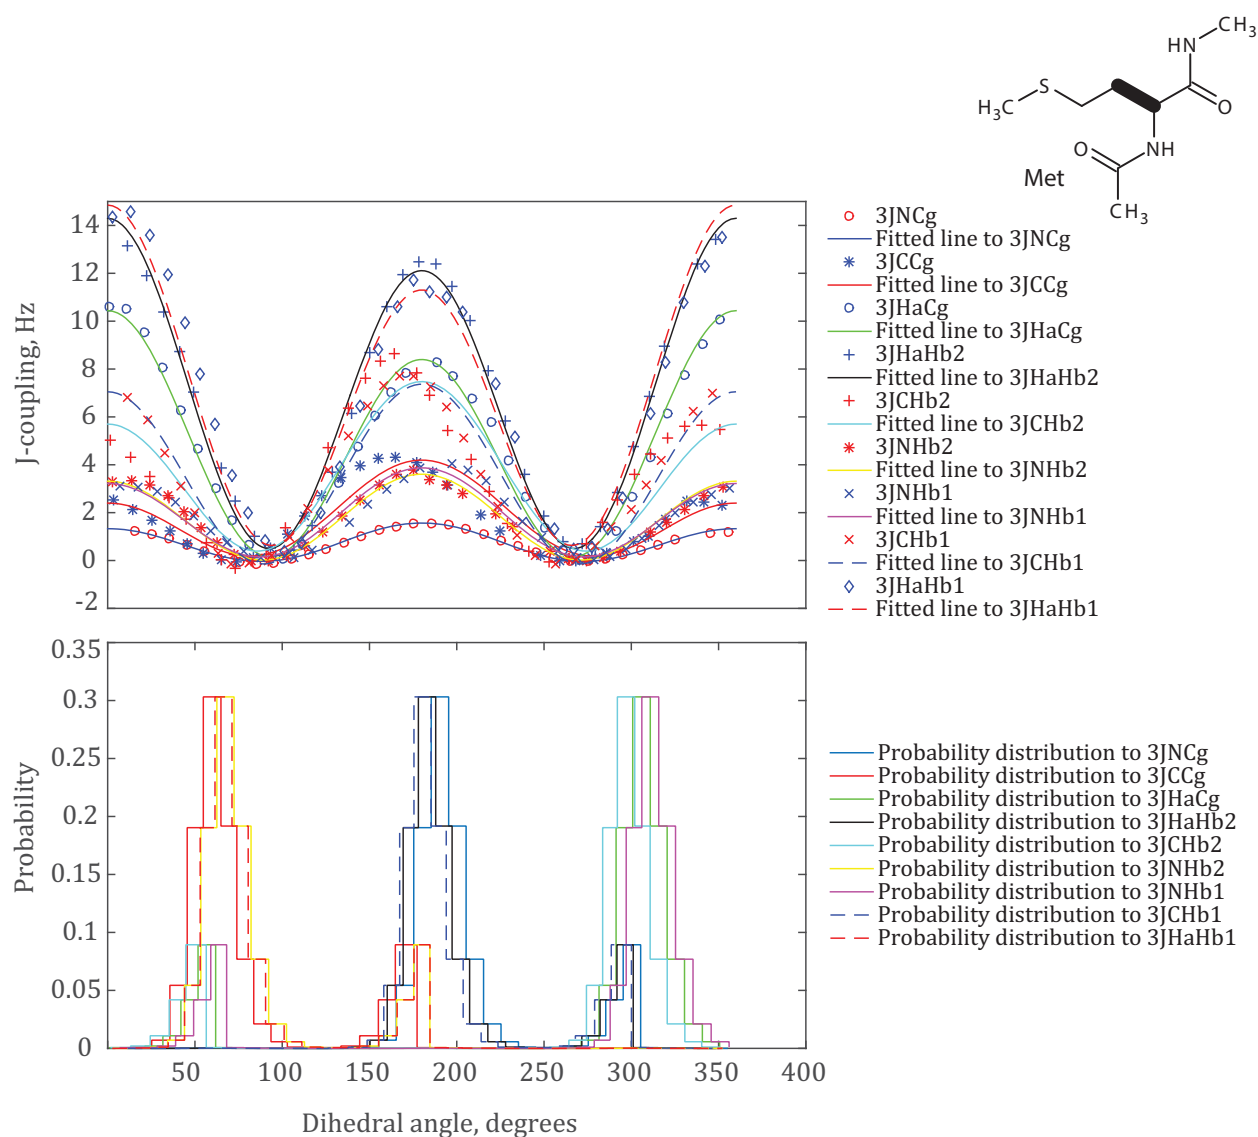 HN
CH3
S
H3C
O
NH
O
Met
CH3
J-coupling, Hz
14
12
10
8
6
4
2
0
-2
3JNCg
Fitted line to 3JNCg
3JCCg
Fitted line to 3JCCg
3JHaCg
Fitted line to 3JHaCg
3JHaHb2
Fitted line to 3JHaHb2
3JCHb2
Fitted line to 3JCHb2
3JNHb2
Fitted line to 3JNHb2
3JNHb1
Fitted line to 3JNHb1
3JCHb1
Fitted line to 3JCHb1
3JHaHb1
Fitted line to 3JHaHb1
Probability
0.35
0.3
0.25
0.2
0.15
0.1
0.05
0
50 100 150 200 250 300 350 400
Dihedral angle, degrees
Probability distribution to 3JNCg
Probability distribution to 3JCCg
Probability distribution to 3JHaCg
Probability distribution to 3JHaHb2
Probability distribution to 3JCHb2
Probability distribution to 3JNHb2
Probability distribution to 3JNHb1
Probability distribution to 3JCHb1
Probability distribution to 3JHaHb1